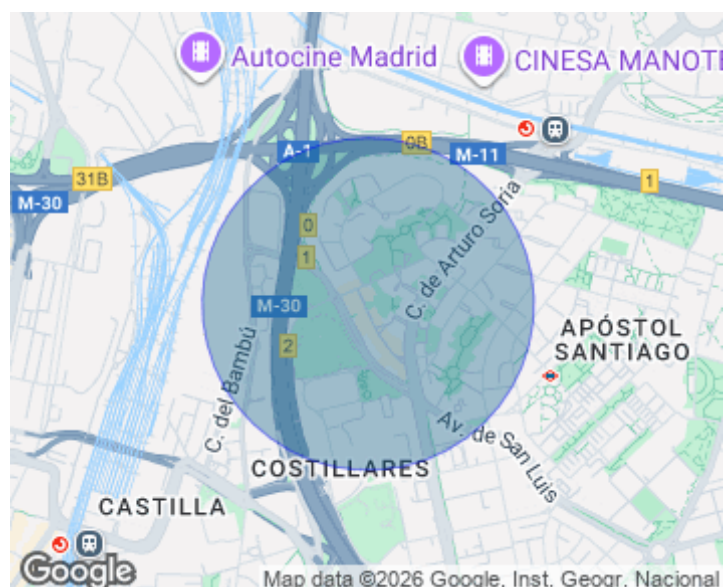 Autocine Madrid
CINESA MANOTE
A-1
0B
M-11
31B
1
M-30
0
1
C. de Arturo Soria
M-30
2
C. del Bambú
APÓSTOL
SANTIAGO
Av. de San Luis
COSTILLARES
CASTILLA
Google
Map data ©2026 Google, Inst. Geogr. Nacional